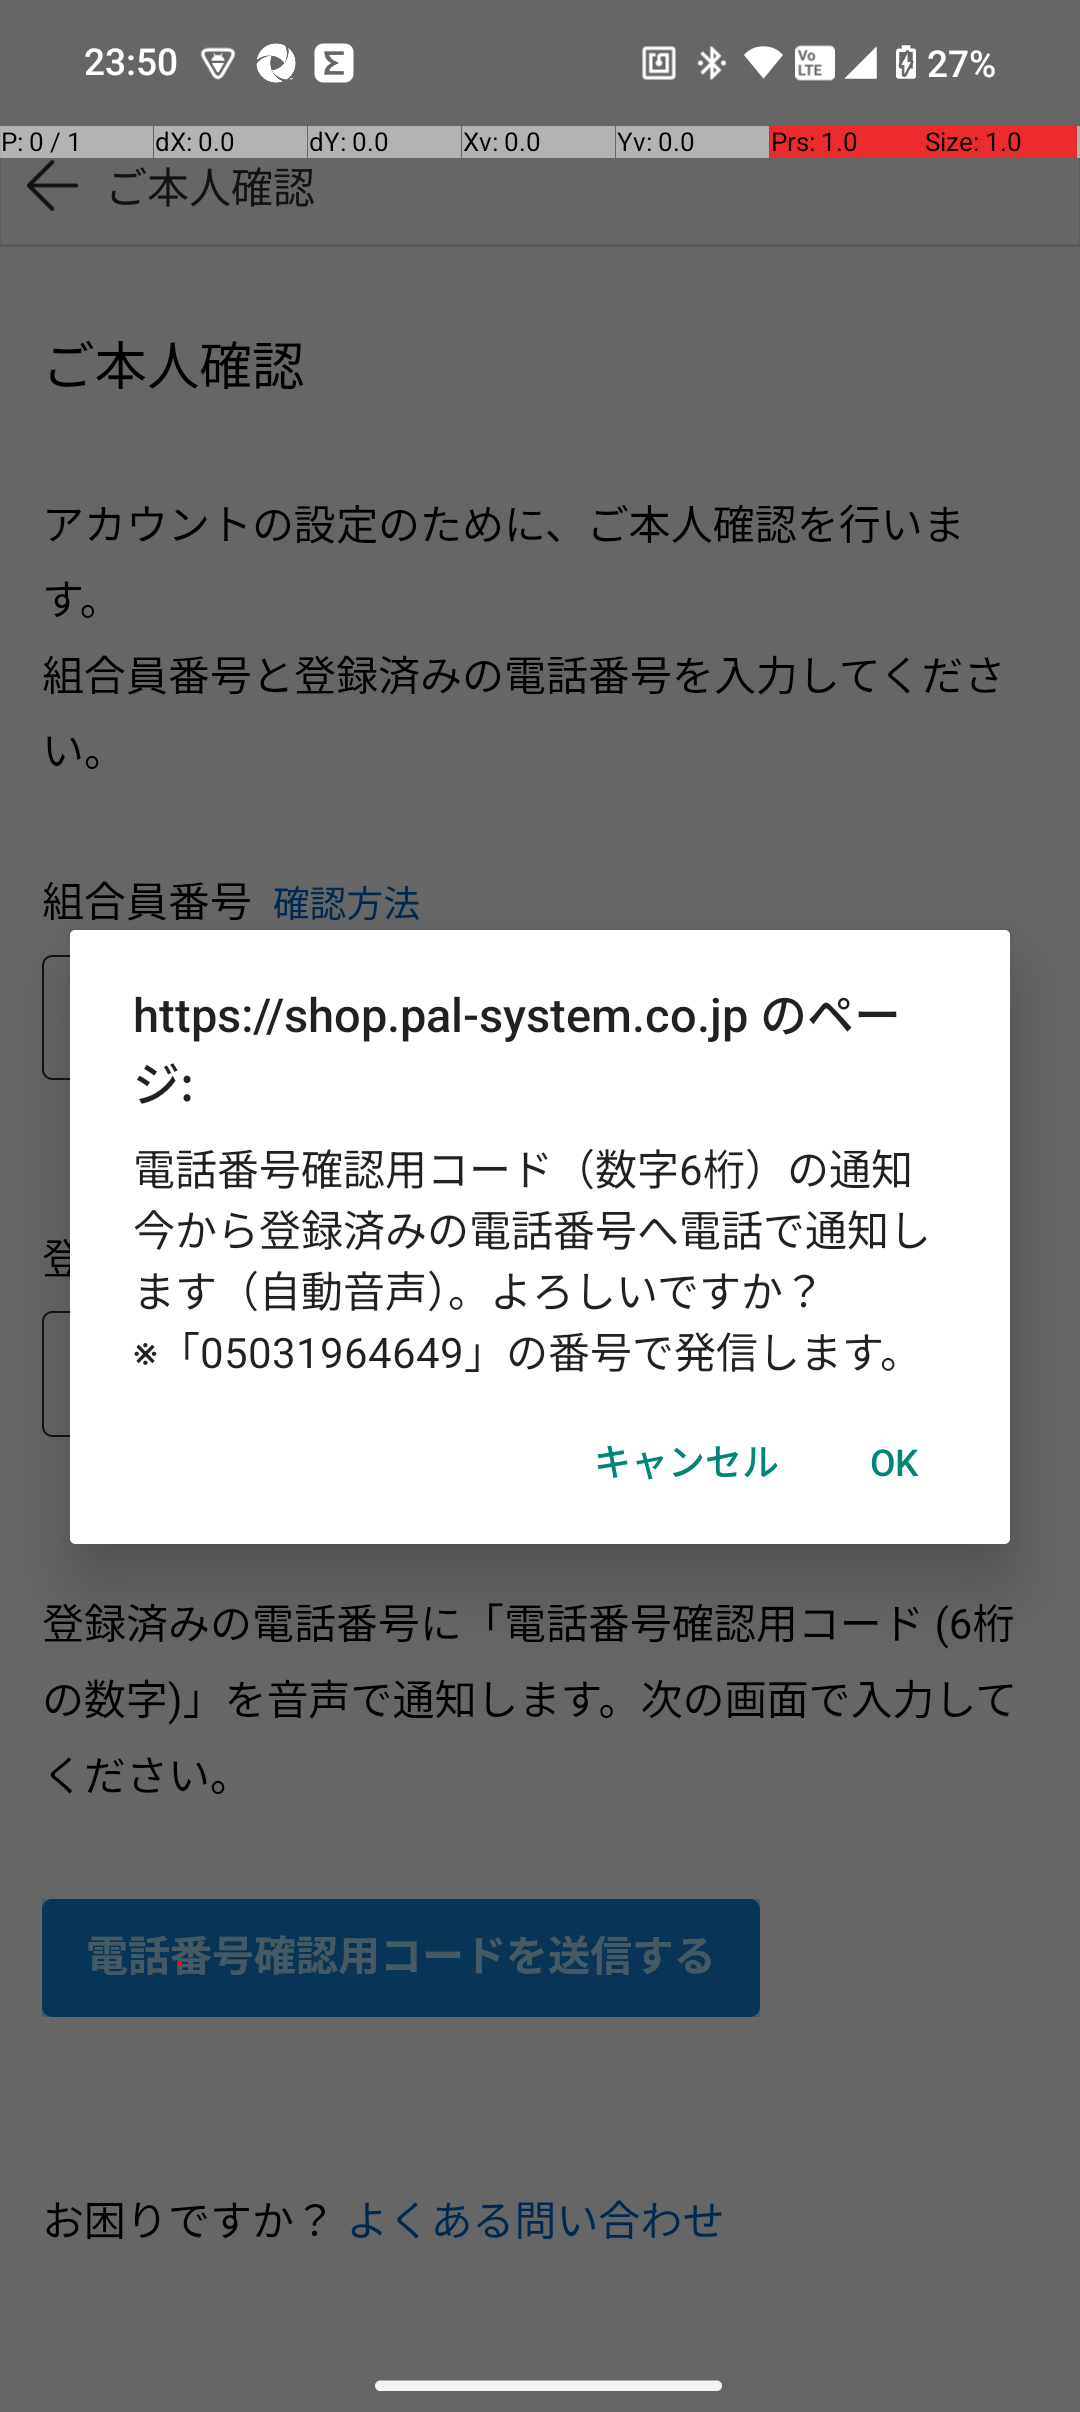 23:50
Vo LTE
27%
P: 0 / 1
dX: 0.0
dY: 0.0
Xv: 0.0
Yv: 0.0
Prs: 1.0
Size: 1.0
ご本人確認
ご本人確認
アカウントの設定のために、ご本人確認を行いま
す。
組合員番号と登録済みの電話番号を入力してくださ
い。
組合員番号 確認方法
https://shop.pal-system.co.jp のペー
ジ:
電話番号確認用コード（数字6桁）の通知
今から登録済みの電話番号へ電話で通知し
ます（自動音声）。よろしいですか？
※「05031964649」の番号で発信します。
キャンセル OK
登
登録済みの電話番号に「電話番号確認用コード (6桁
の数字)」を音声で通知します。次の画面で入力して
ください。
電話番号確認用コードを送信する
お困りですか？ よくある問い合わせ